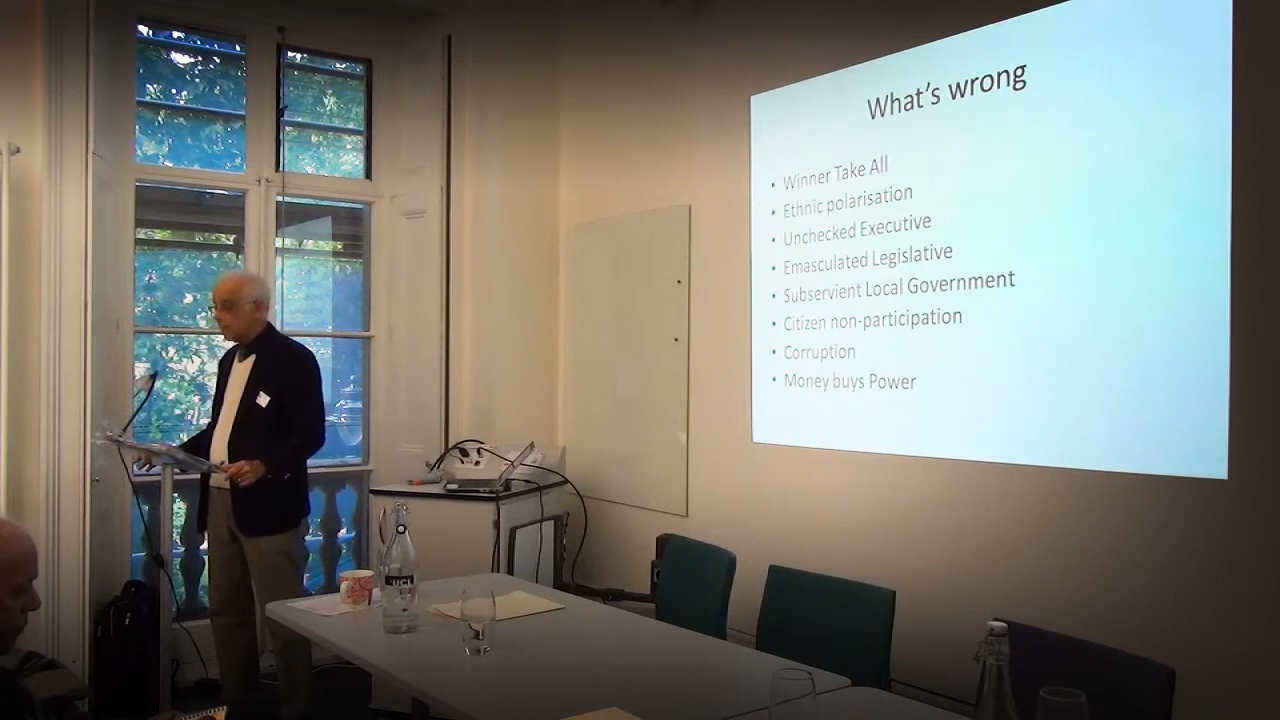 What's wrong
• Winner Take All
• Ethnic polarisation
• Unchecked Executive
• Emasculated Legislative
• Subservient Local Government
• Citizen non-participation
• Corruption
• Money buys Power
UCL